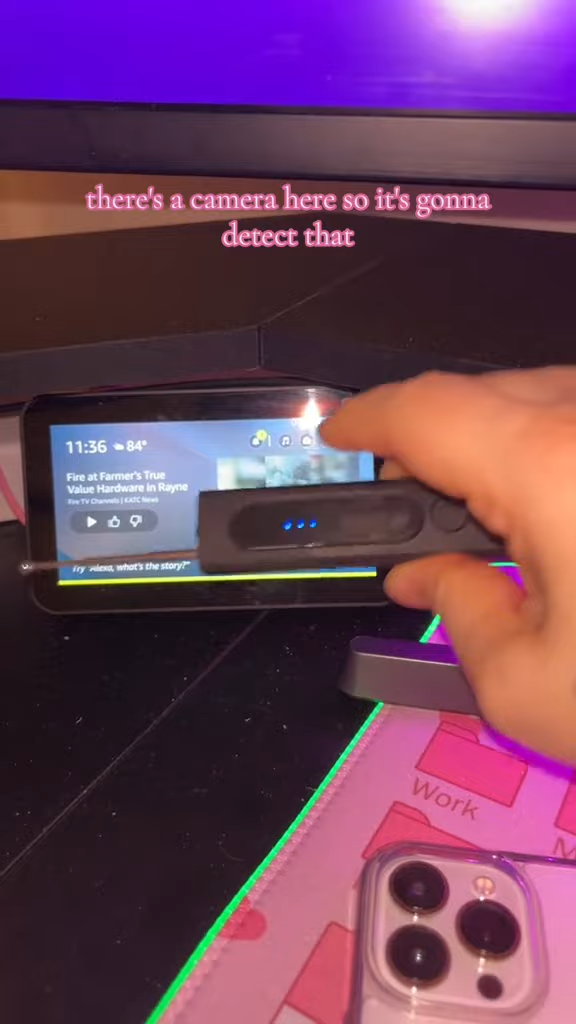 there's a camera here so it's gonna
detect that
11:36 84°
Fire at Farmer's True
Value Hardware in Rayne
Fire TV Channels | KATC News
Try "Alexa, what's the story?"
Work